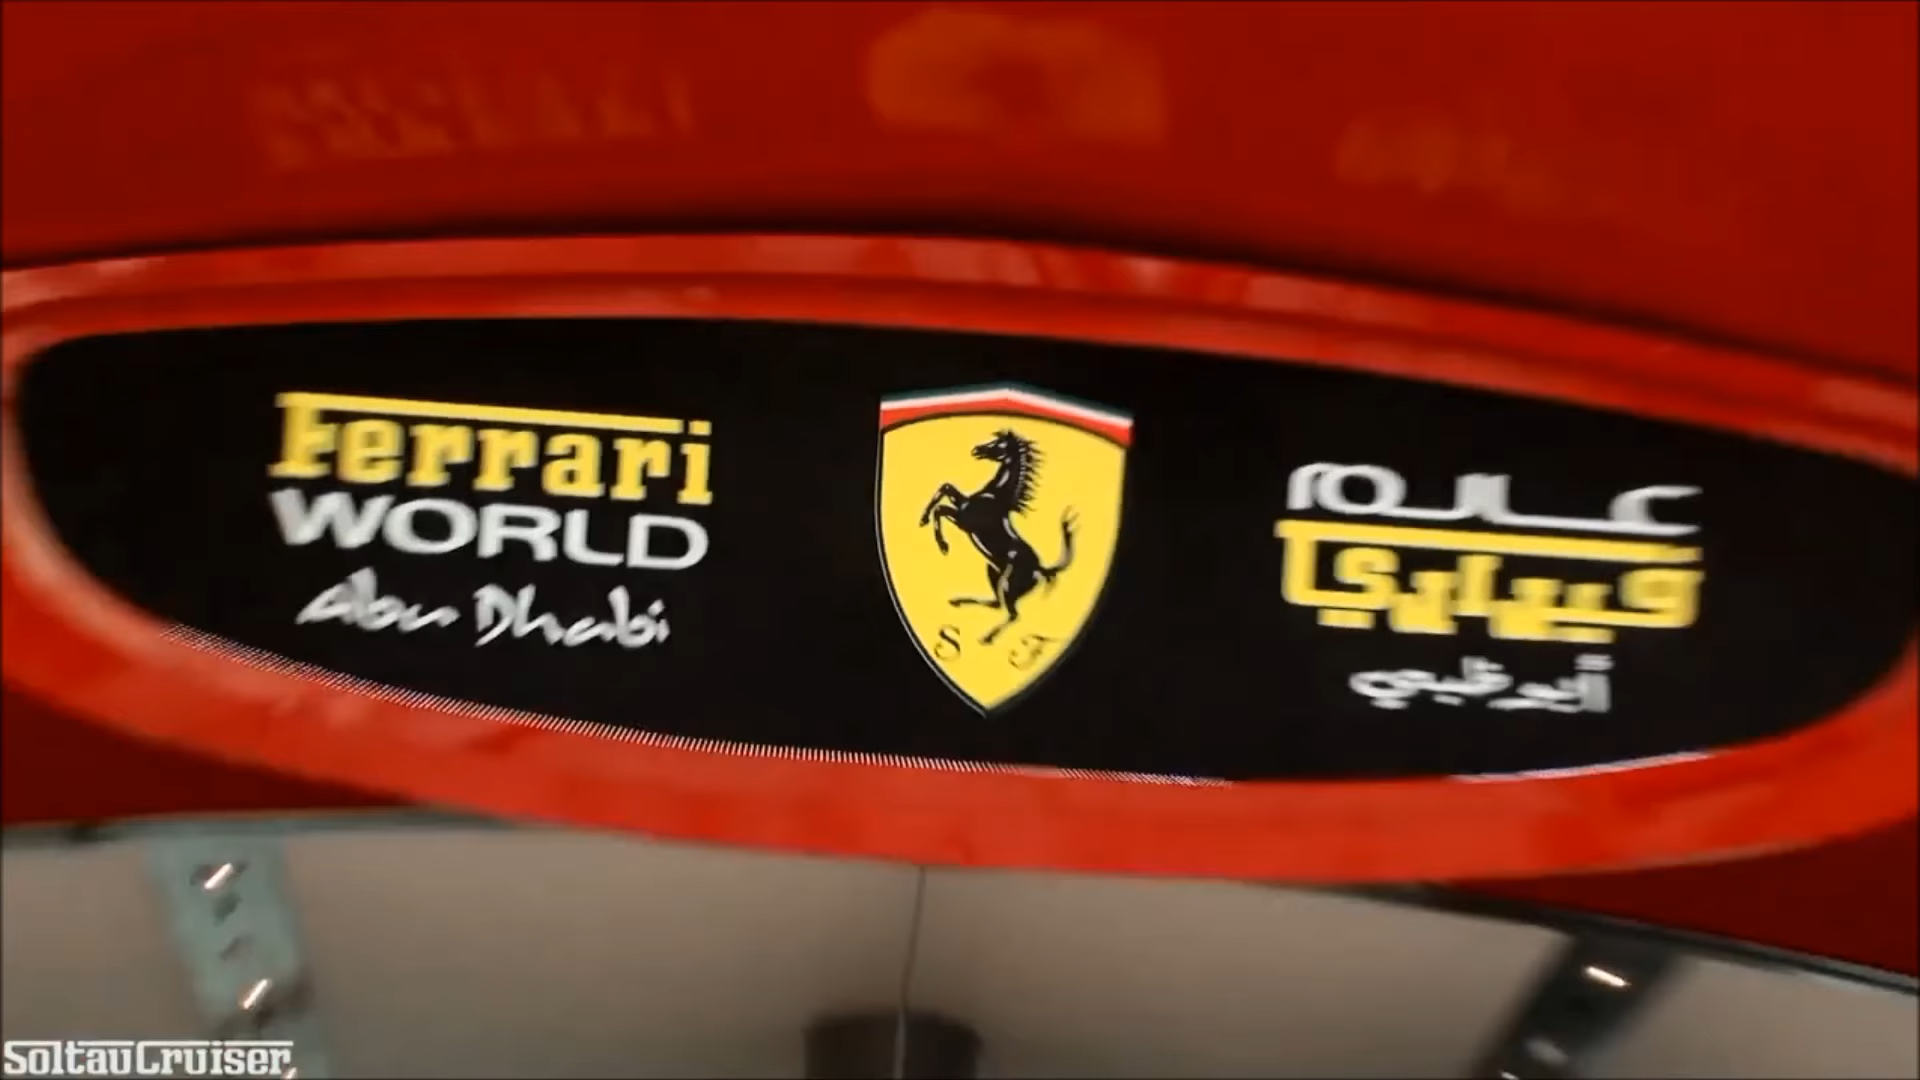 Ferrari
WORLD
Abu Dhabi
S F
عالم
فيراري
أبوظبي
SoltauCruiser